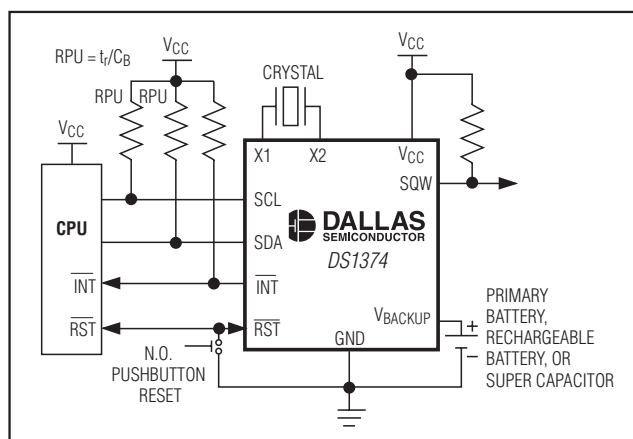 RPU = tr/CB
VCC
CRYSTAL
VCC
RPU
RPU
VCC
X1
X2
VCC
SCL
SQW
CPU
DALLAS
SEMICONDUCTOR
SDA
DS1374
INT
INT
VBACKUP
PRIMARY
BATTERY,
RECHARGEABLE
BATTERY, OR
SUPER CAPACITOR
+
−
RST
RST
GND
N.O.
PUSHBUTTON
RESET